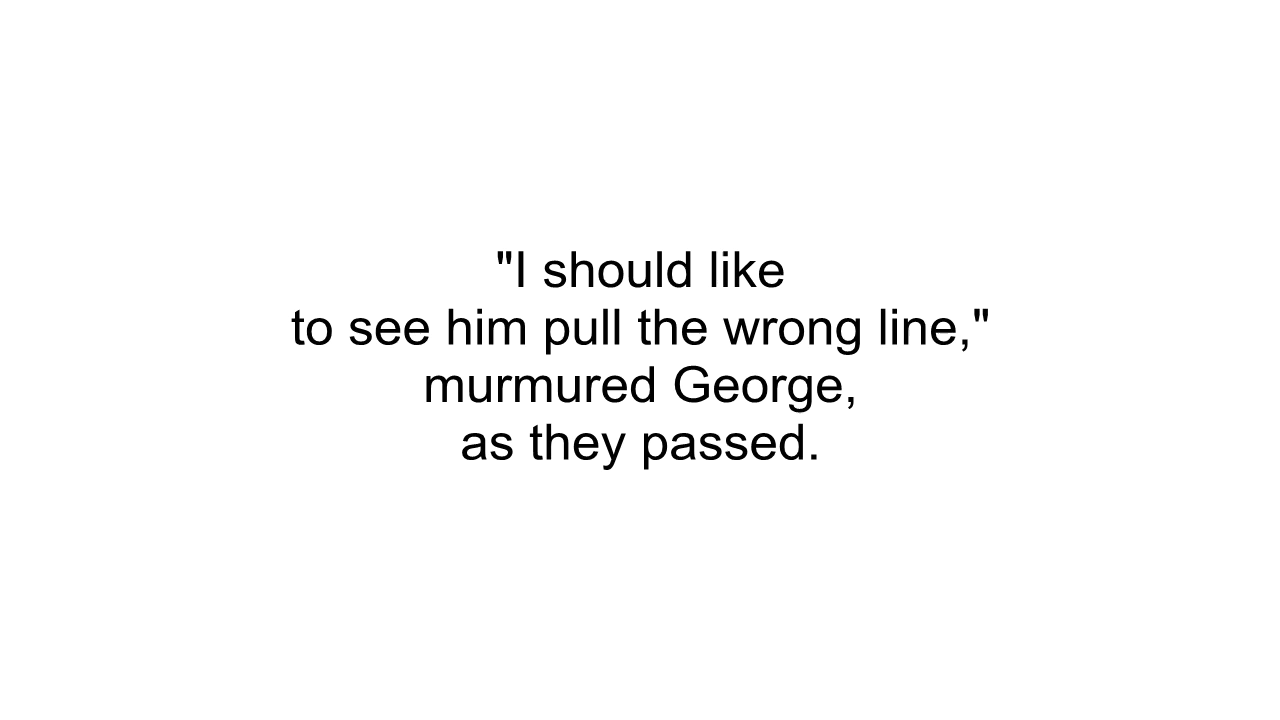 "I should like
to see him pull the wrong line,"
murmured George,
as they passed.